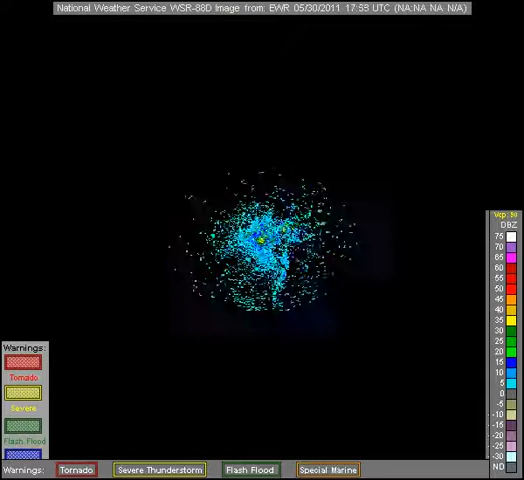 National Weather Service WSR-88D Image from: EWR 05/30/2011 17:58 UTC (NA:NA NA N/A)
Vcp: 80
DBZ
75
70
65
60
55
50
45
40
35
30
25
20
15
10
5
0
-5
-10
-15
-20
-25
-30
ND
Warnings:
Tornado
Severe
Flash Flood
Warnings: Tornado Severe Thunderstorm Flash Flood Special Marine